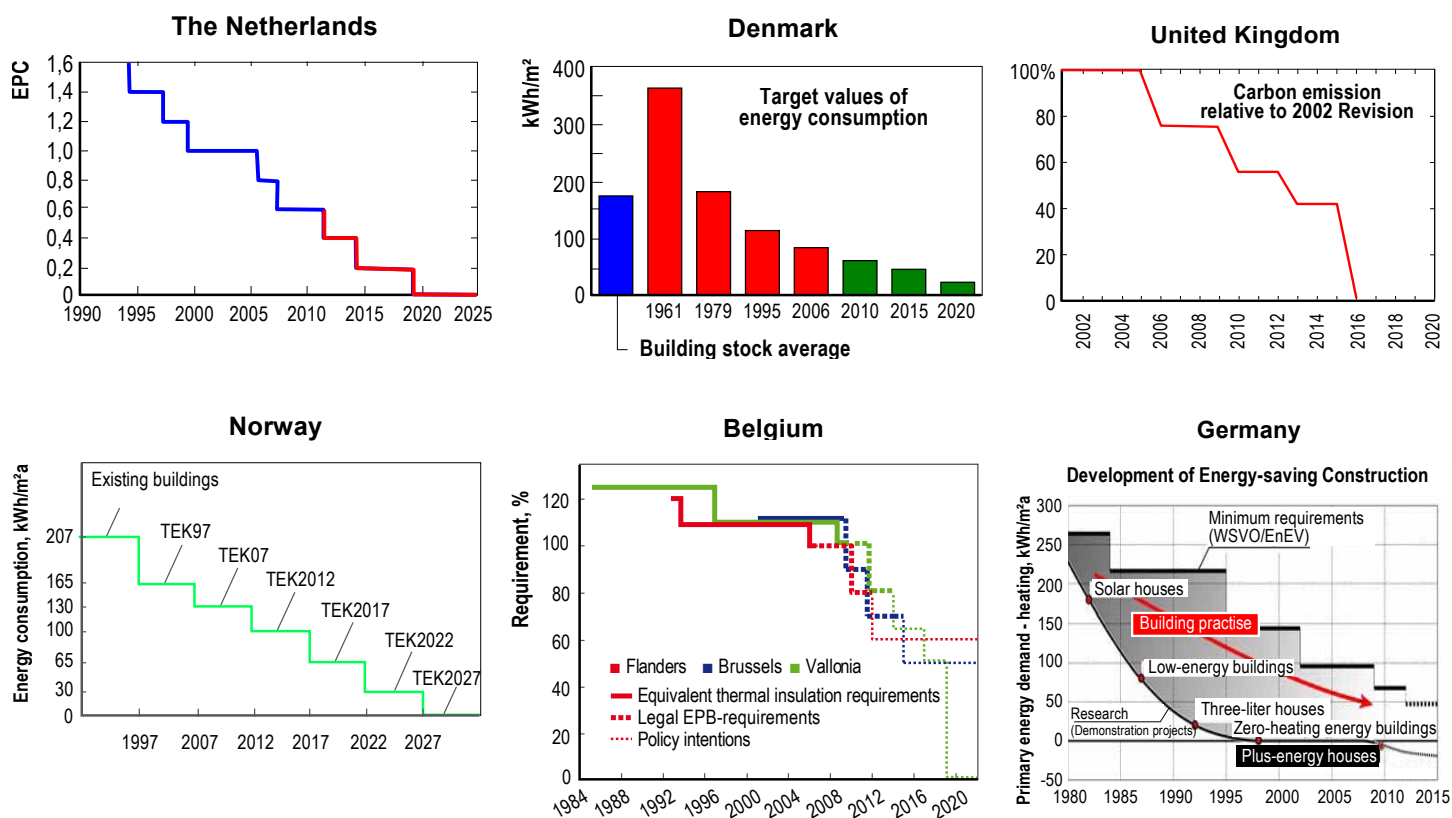 The Netherlands
EPC
1,6
1,4
1,2
1,0
0,8
0,6
0,4
0,2
0
1990 1995 2000 2005 2010 2015 2020 2025
Denmark
kWh/m²
400
300
200
100
0
Target values of
energy consumption
1961 1979 1995 2006 2010 2015 2020
Building stock average
United Kingdom
100%
80
60
40
20
0
Carbon emission
relative to 2002 Revision
2002 2004 2006 2008 2010 2012 2014 2016 2018 2020
Norway
Energy consumption, kWh/m²a
Existing buildings
TEK97
TEK07
TEK2012
TEK2017
TEK2022
TEK2027
207
165
130
100
65
30
0
1997 2007 2012 2017 2022 2027
Belgium
Requirement, %
120
100
80
60
40
20
0
Flanders Brussels Vallonia
Equivalent thermal insulation requirements
Legal EPB-requirements
Policy intentions
1984 1988 1992 1996 2000 2004 2008 2012 2016 2020
Germany
Development of Energy-saving Construction
Primary energy demand - heating, kWh/m²a
300
250
200
150
100
50
0
-50
Minimum requirements
(WSVO/EnEV)
Solar houses
Building practise
Low-energy buildings
Three-liter houses
Research
(Demonstration projects)
Zero-heating energy buildings
Plus-energy houses
1980 1985 1990 1995 2000 2005 2010 2015